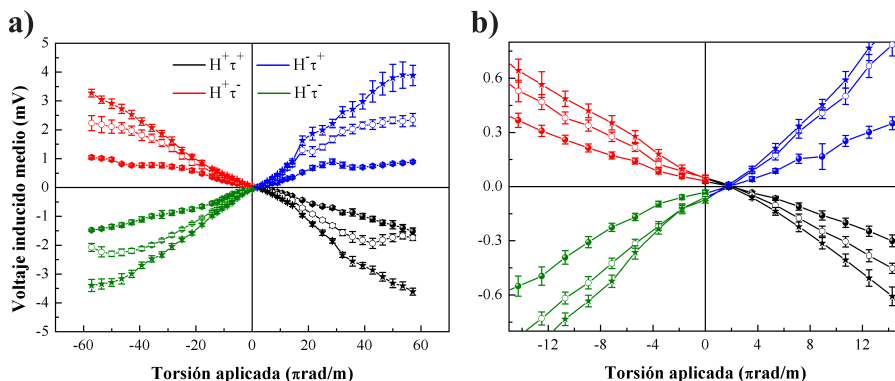 a)
Voltaje inducido medio (mV)
5
4
3
2
1
0
-1
-2
-3
-4
-5
H⁺τ⁺
H⁻τ⁺
H⁺τ⁻
H⁻τ⁻
-60 -40 -20 0 20 40 60
Torsión aplicada (πrad/m)
b)
0.6
0.3
0.0
-0.3
-0.6
-12 -8 -4 0 4 8 12
Torsión aplicada (πrad/m)